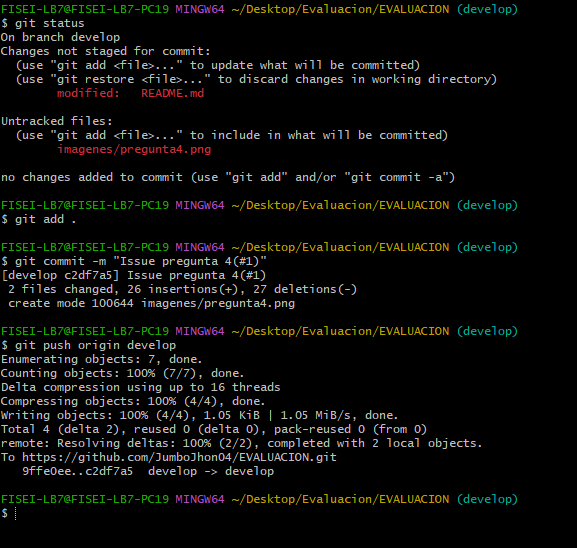 FISEI-LB7@FISEI-LB7-PC19 MINGW64 ~/Desktop/Evaluacion/EVALUACION (develop)
$ git status
On branch develop
Changes not staged for commit:
  (use "git add <file>..." to update what will be committed)
  (use "git restore <file>..." to discard changes in working directory)
        modified:   README.md

Untracked files:
  (use "git add <file>..." to include in what will be committed)
        imagenes/pregunta4.png

no changes added to commit (use "git add" and/or "git commit -a")

FISEI-LB7@FISEI-LB7-PC19 MINGW64 ~/Desktop/Evaluacion/EVALUACION (develop)
$ git add .

FISEI-LB7@FISEI-LB7-PC19 MINGW64 ~/Desktop/Evaluacion/EVALUACION (develop)
$ git commit -m "Issue pregunta 4(#1)"
[develop c2df7a5] Issue pregunta 4(#1)
 2 files changed, 26 insertions(+), 27 deletions(-)
 create mode 100644 imagenes/pregunta4.png

FISEI-LB7@FISEI-LB7-PC19 MINGW64 ~/Desktop/Evaluacion/EVALUACION (develop)
$ git push origin develop
Enumerating objects: 7, done.
Counting objects: 100% (7/7), done.
Delta compression using up to 16 threads
Compressing objects: 100% (4/4), done.
Writing objects: 100% (4/4), 1.05 KiB | 1.05 MiB/s, done.
Total 4 (delta 2), reused 0 (delta 0), pack-reused 0 (from 0)
remote: Resolving deltas: 100% (2/2), completed with 2 local objects.
To https://github.com/JumboJhon04/EVALUACION.git
   9ffe0ee..c2df7a5  develop -> develop

FISEI-LB7@FISEI-LB7-PC19 MINGW64 ~/Desktop/Evaluacion/EVALUACION (develop)
$